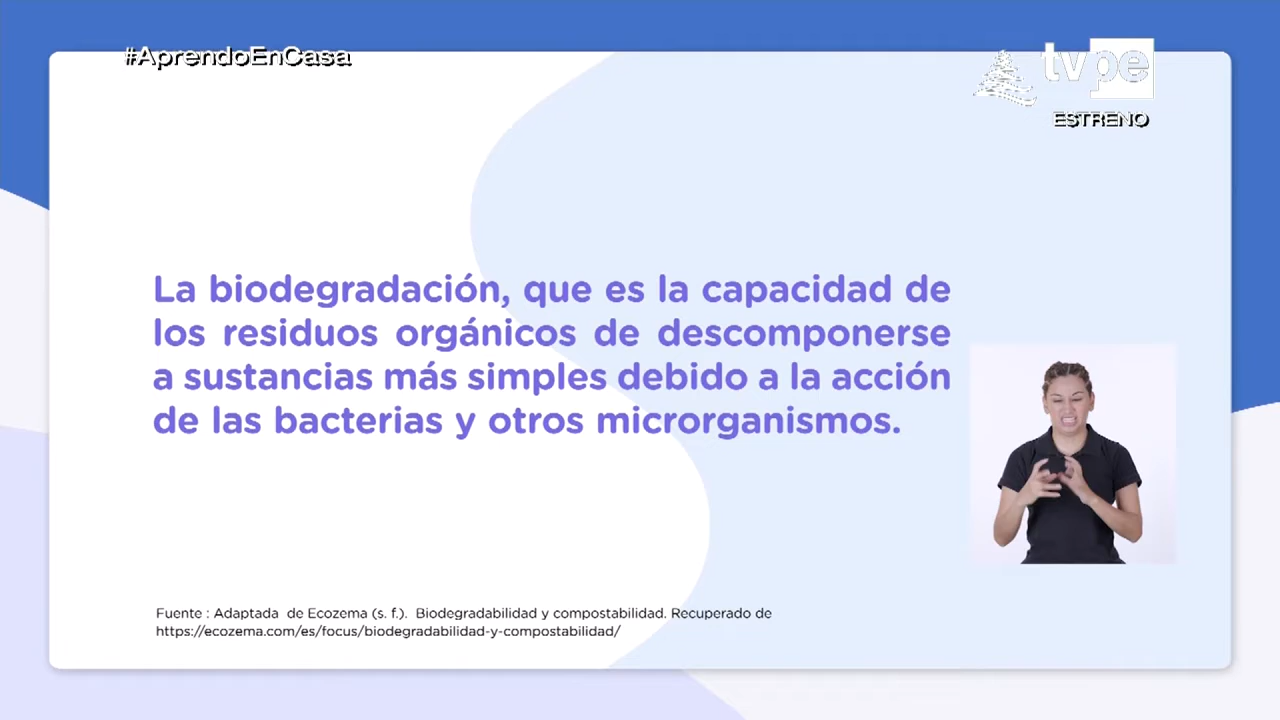 #AprendoEnCasa
tvpe
ESTRENO
La biodegradación, que es la capacidad de
los residuos orgánicos de descomponerse
a sustancias más simples debido a la acción
de las bacterias y otros microrganismos.
Fuente : Adaptada de Ecozema (s. f.). Biodegradabilidad y compostabilidad. Recuperado de
https://ecozema.com/es/focus/biodegradabilidad-y-compostabilidad/